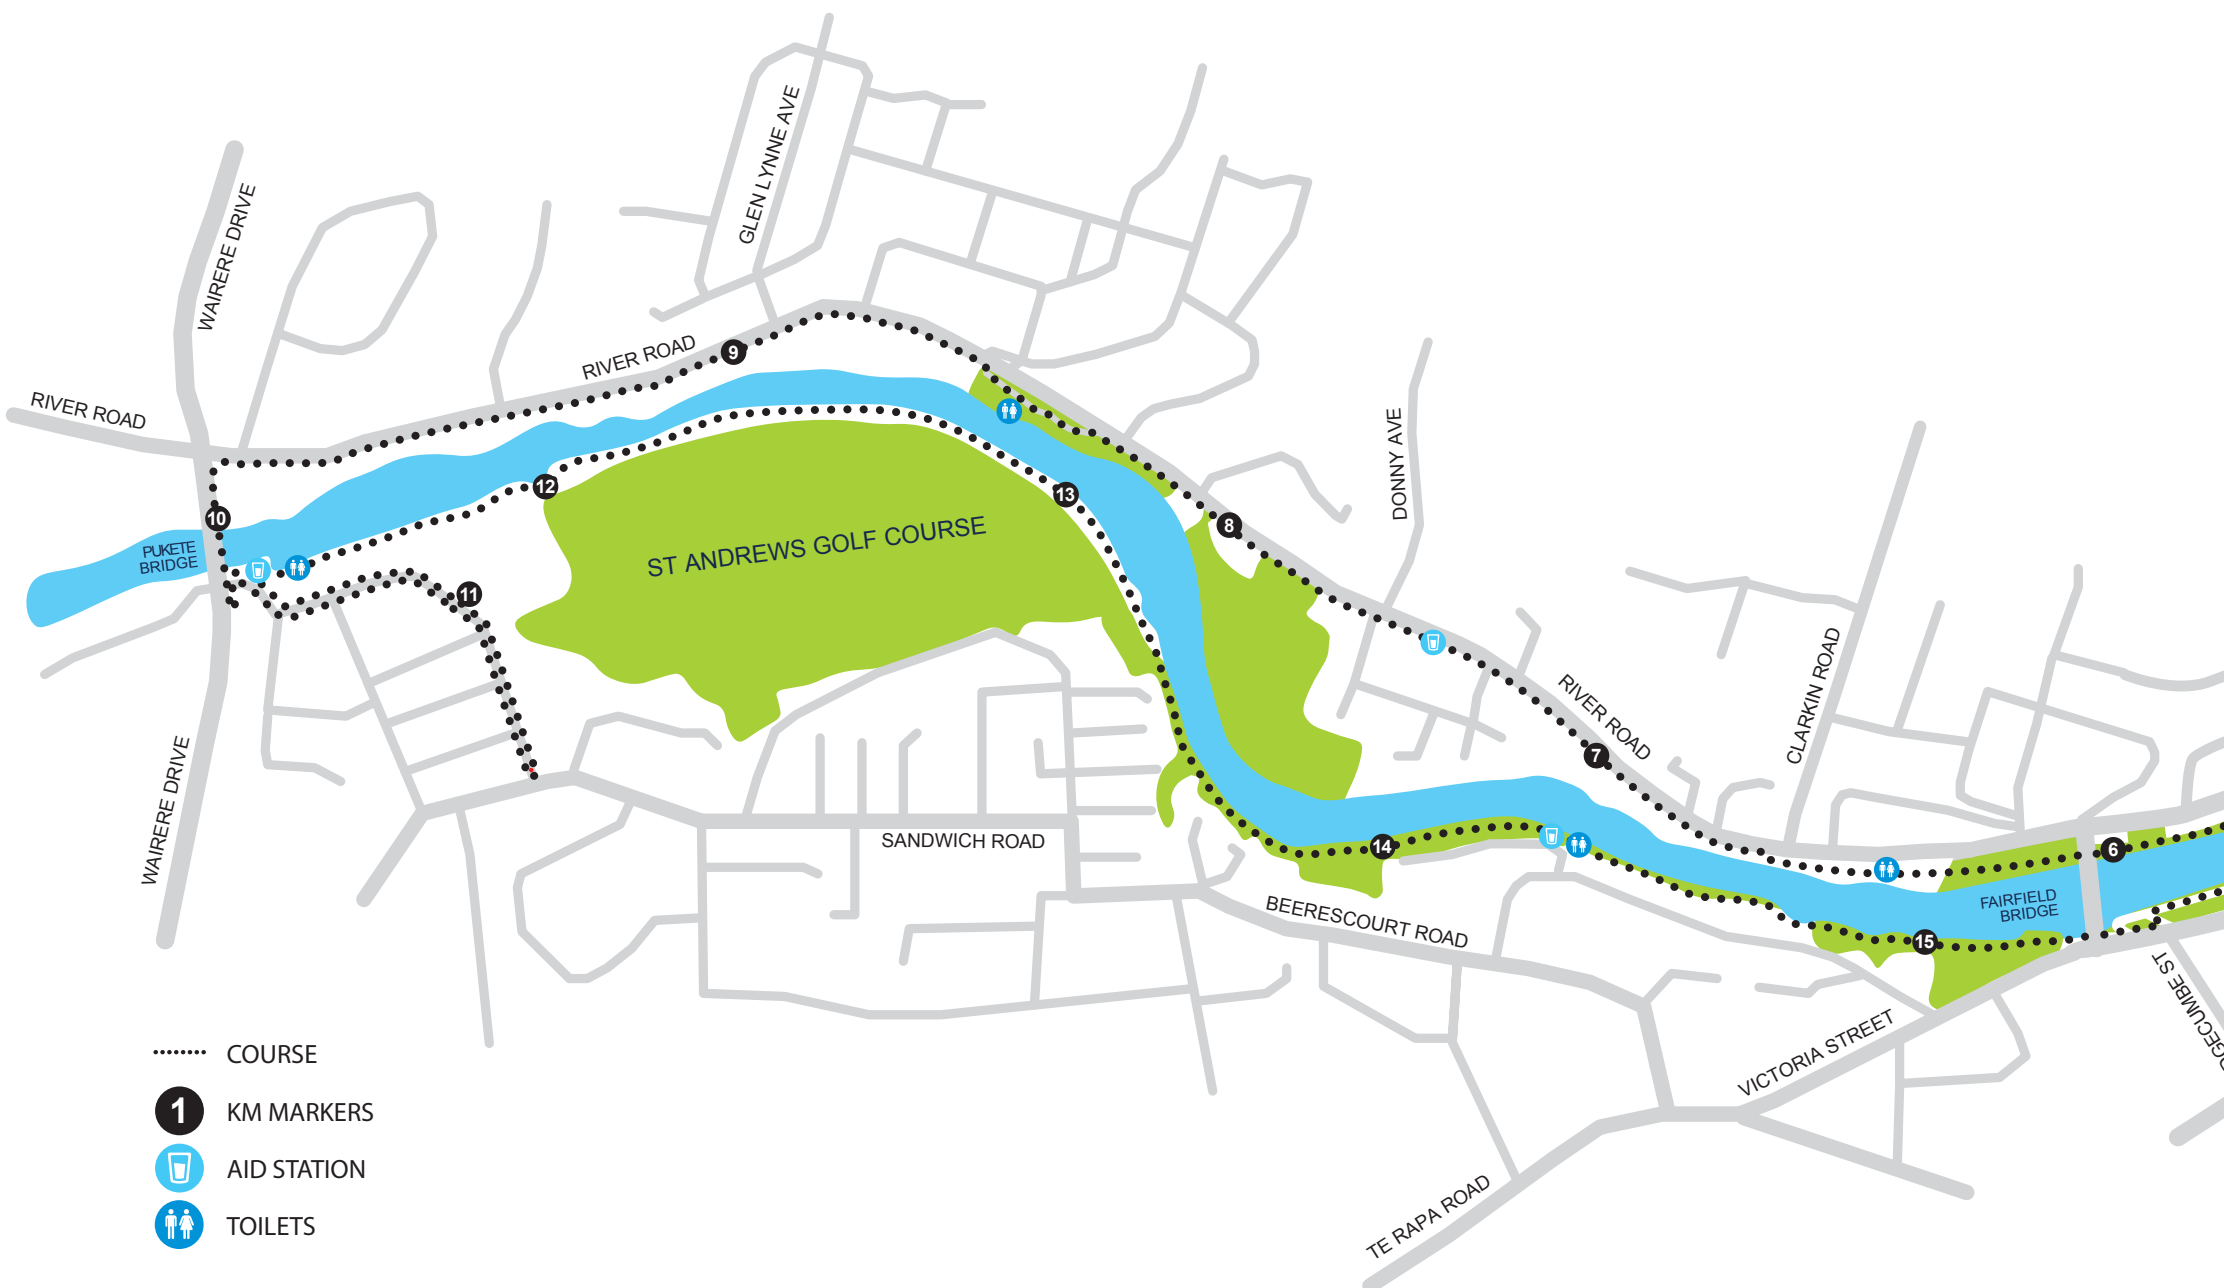 GLEN LYNNE AVE
WAIRERE DRIVE
RIVER ROAD
9
RIVER ROAD
DONNY AVE
12
13
10
8
ST ANDREWS GOLF COURSE
PUKETE
BRIDGE
11
RIVER ROAD
CLARKIN ROAD
7
WAIRERE DRIVE
SANDWICH ROAD
14
6
FAIRFIELD
BRIDGE
BEERESCOURT ROAD
15
VICTORIA STREET
TE RAPA ROAD
COURSE
1 KM MARKERS
AID STATION
TOILETS